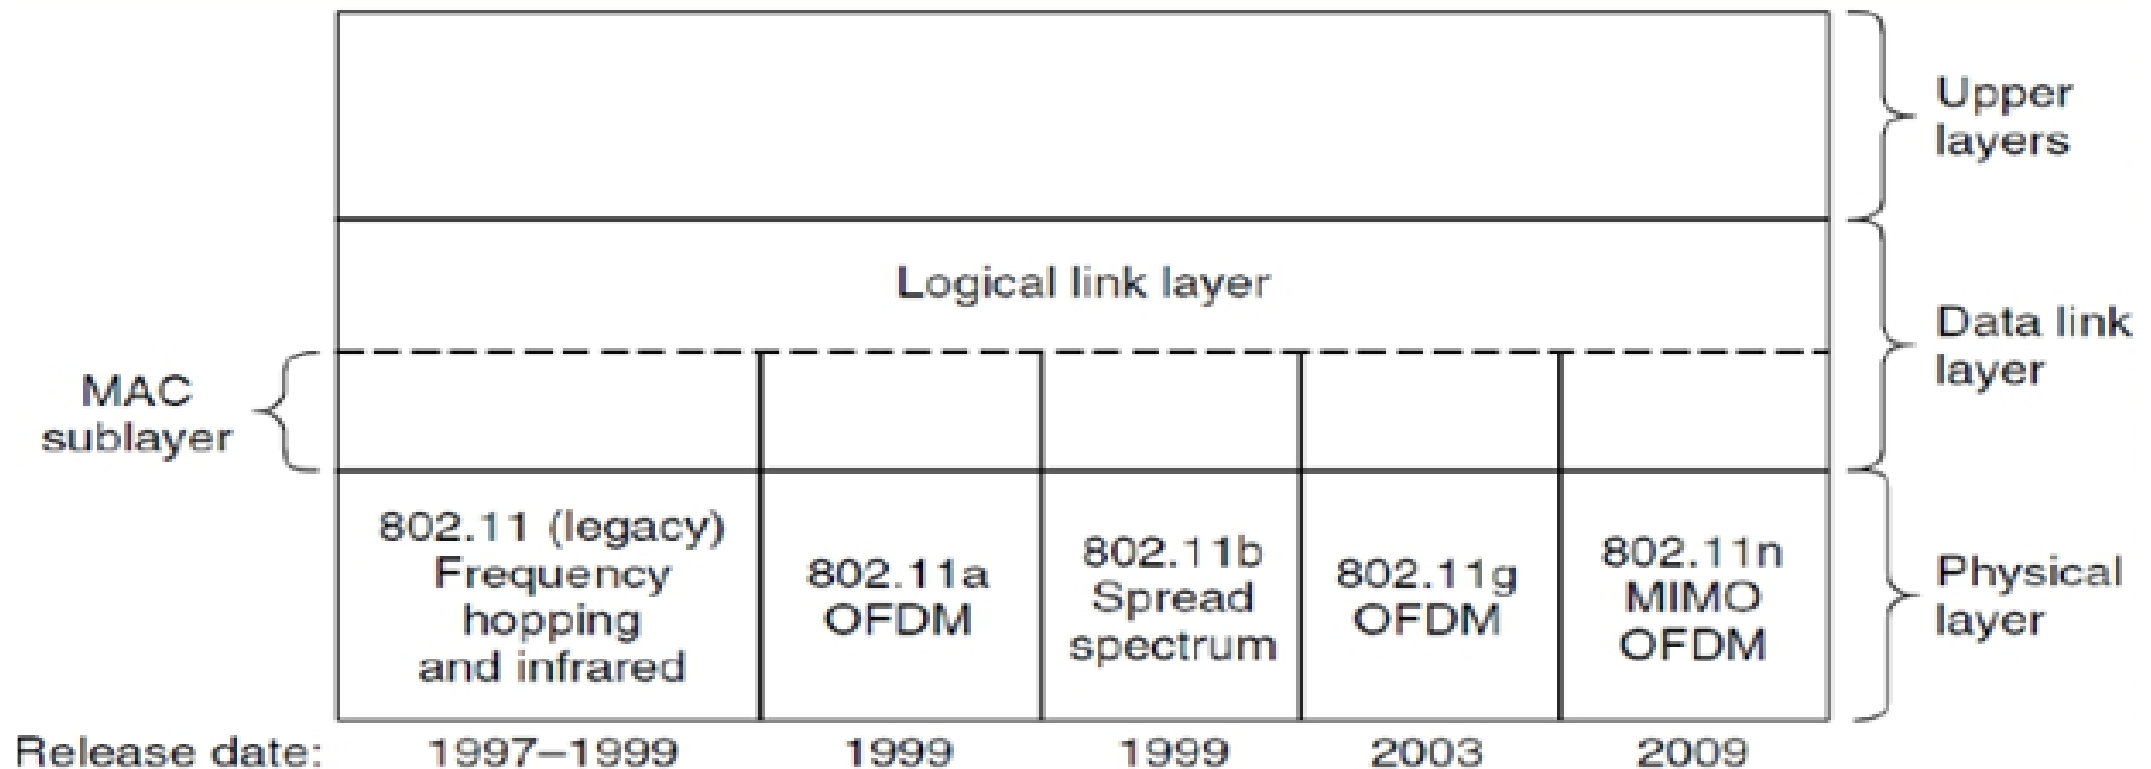 Upper
layers
Logical link layer
Data link
layer
MAC
sublayer
802.11 (legacy)
Frequency
hopping
and infrared
802.11a
OFDM
802.11b
Spread
spectrum
802.11g
OFDM
802.11n
MIMO
OFDM
Physical
layer
Release date: 1997–1999 1999 1999 2003 2009